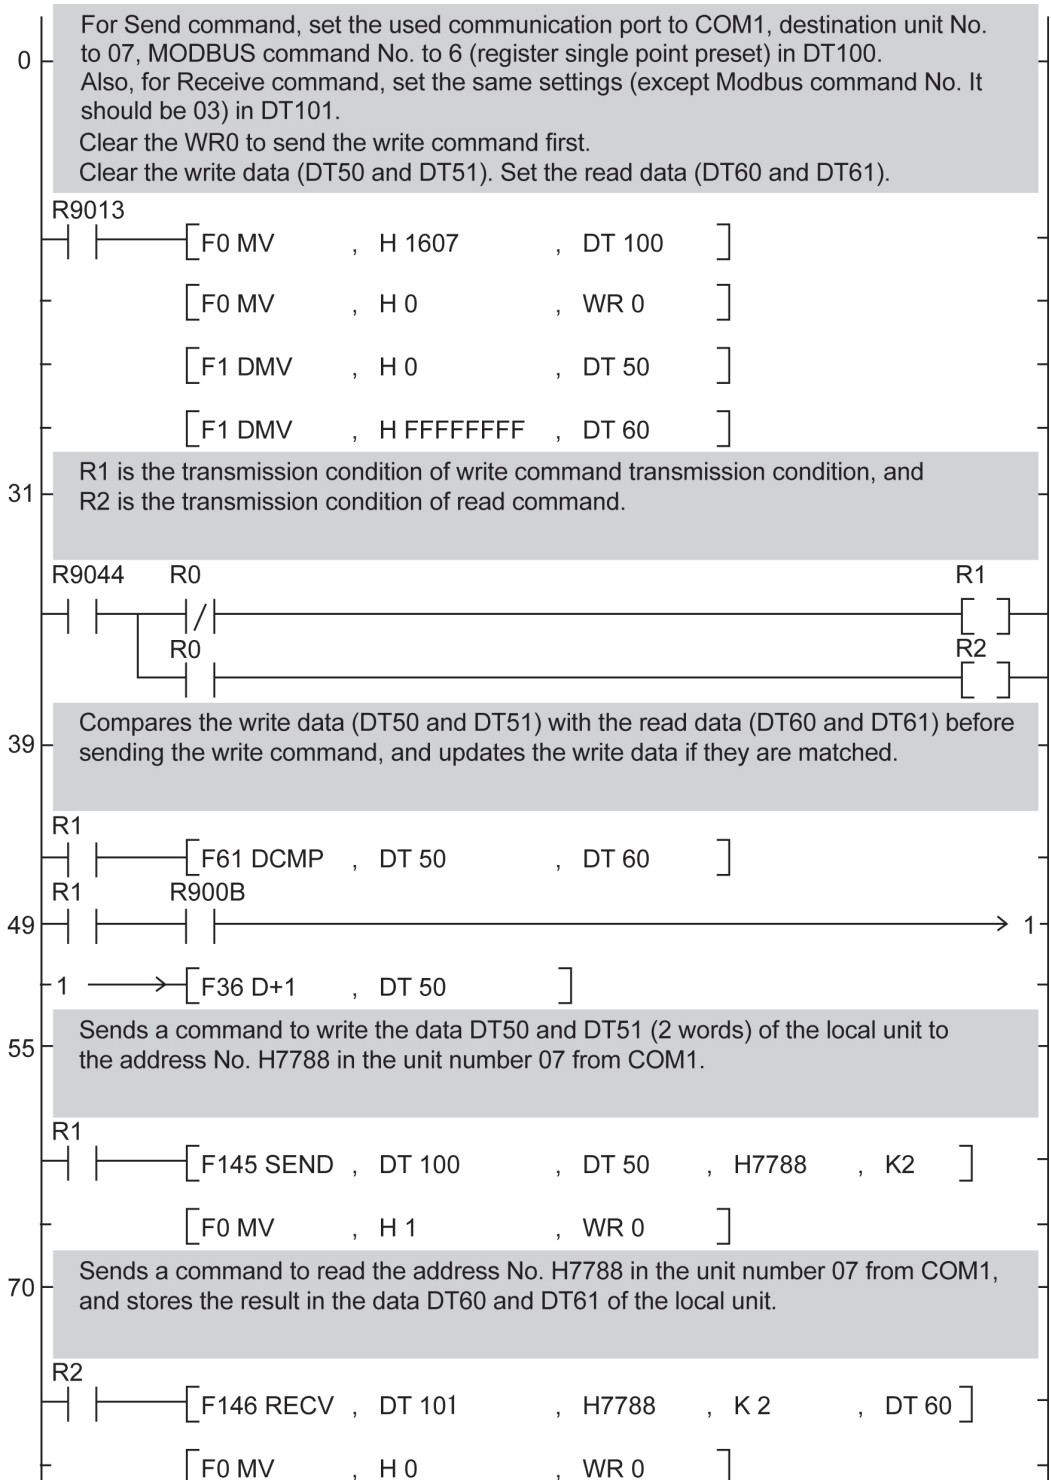 For Send command, set the used communication port to COM1, destination unit No.
0 to 07, MODBUS command No. to 6 (register single point preset) in DT100.
Also, for Receive command, set the same settings (except Modbus command No. It
should be 03) in DT101.
Clear the WR0 to send the write command first.
Clear the write data (DT50 and DT51). Set the read data (DT60 and DT61).
R9013
F0 MV , H 1607 , DT 100
F0 MV , H 0 , WR 0
F1 DMV , H 0 , DT 50
F1 DMV , H FFFFFFFF , DT 60
R1 is the transmission condition of write command transmission condition, and
31 R2 is the transmission condition of read command.
R9044 R0 R1
R0 R2
Compares the write data (DT50 and DT51) with the read data (DT60 and DT61) before
39 sending the write command, and updates the write data if they are matched.
R1
F61 DCMP , DT 50 , DT 60
R1 R900B
49 1
1 F36 D+1 , DT 50
Sends a command to write the data DT50 and DT51 (2 words) of the local unit to
55 the address No. H7788 in the unit number 07 from COM1.
R1
F145 SEND , DT 100 , DT 50 , H7788 , K2
F0 MV , H 1 , WR 0
Sends a command to read the address No. H7788 in the unit number 07 from COM1,
70 and stores the result in the data DT60 and DT61 of the local unit.
R2
F146 RECV , DT 101 , H7788 , K 2 , DT 60
F0 MV , H 0 , WR 0